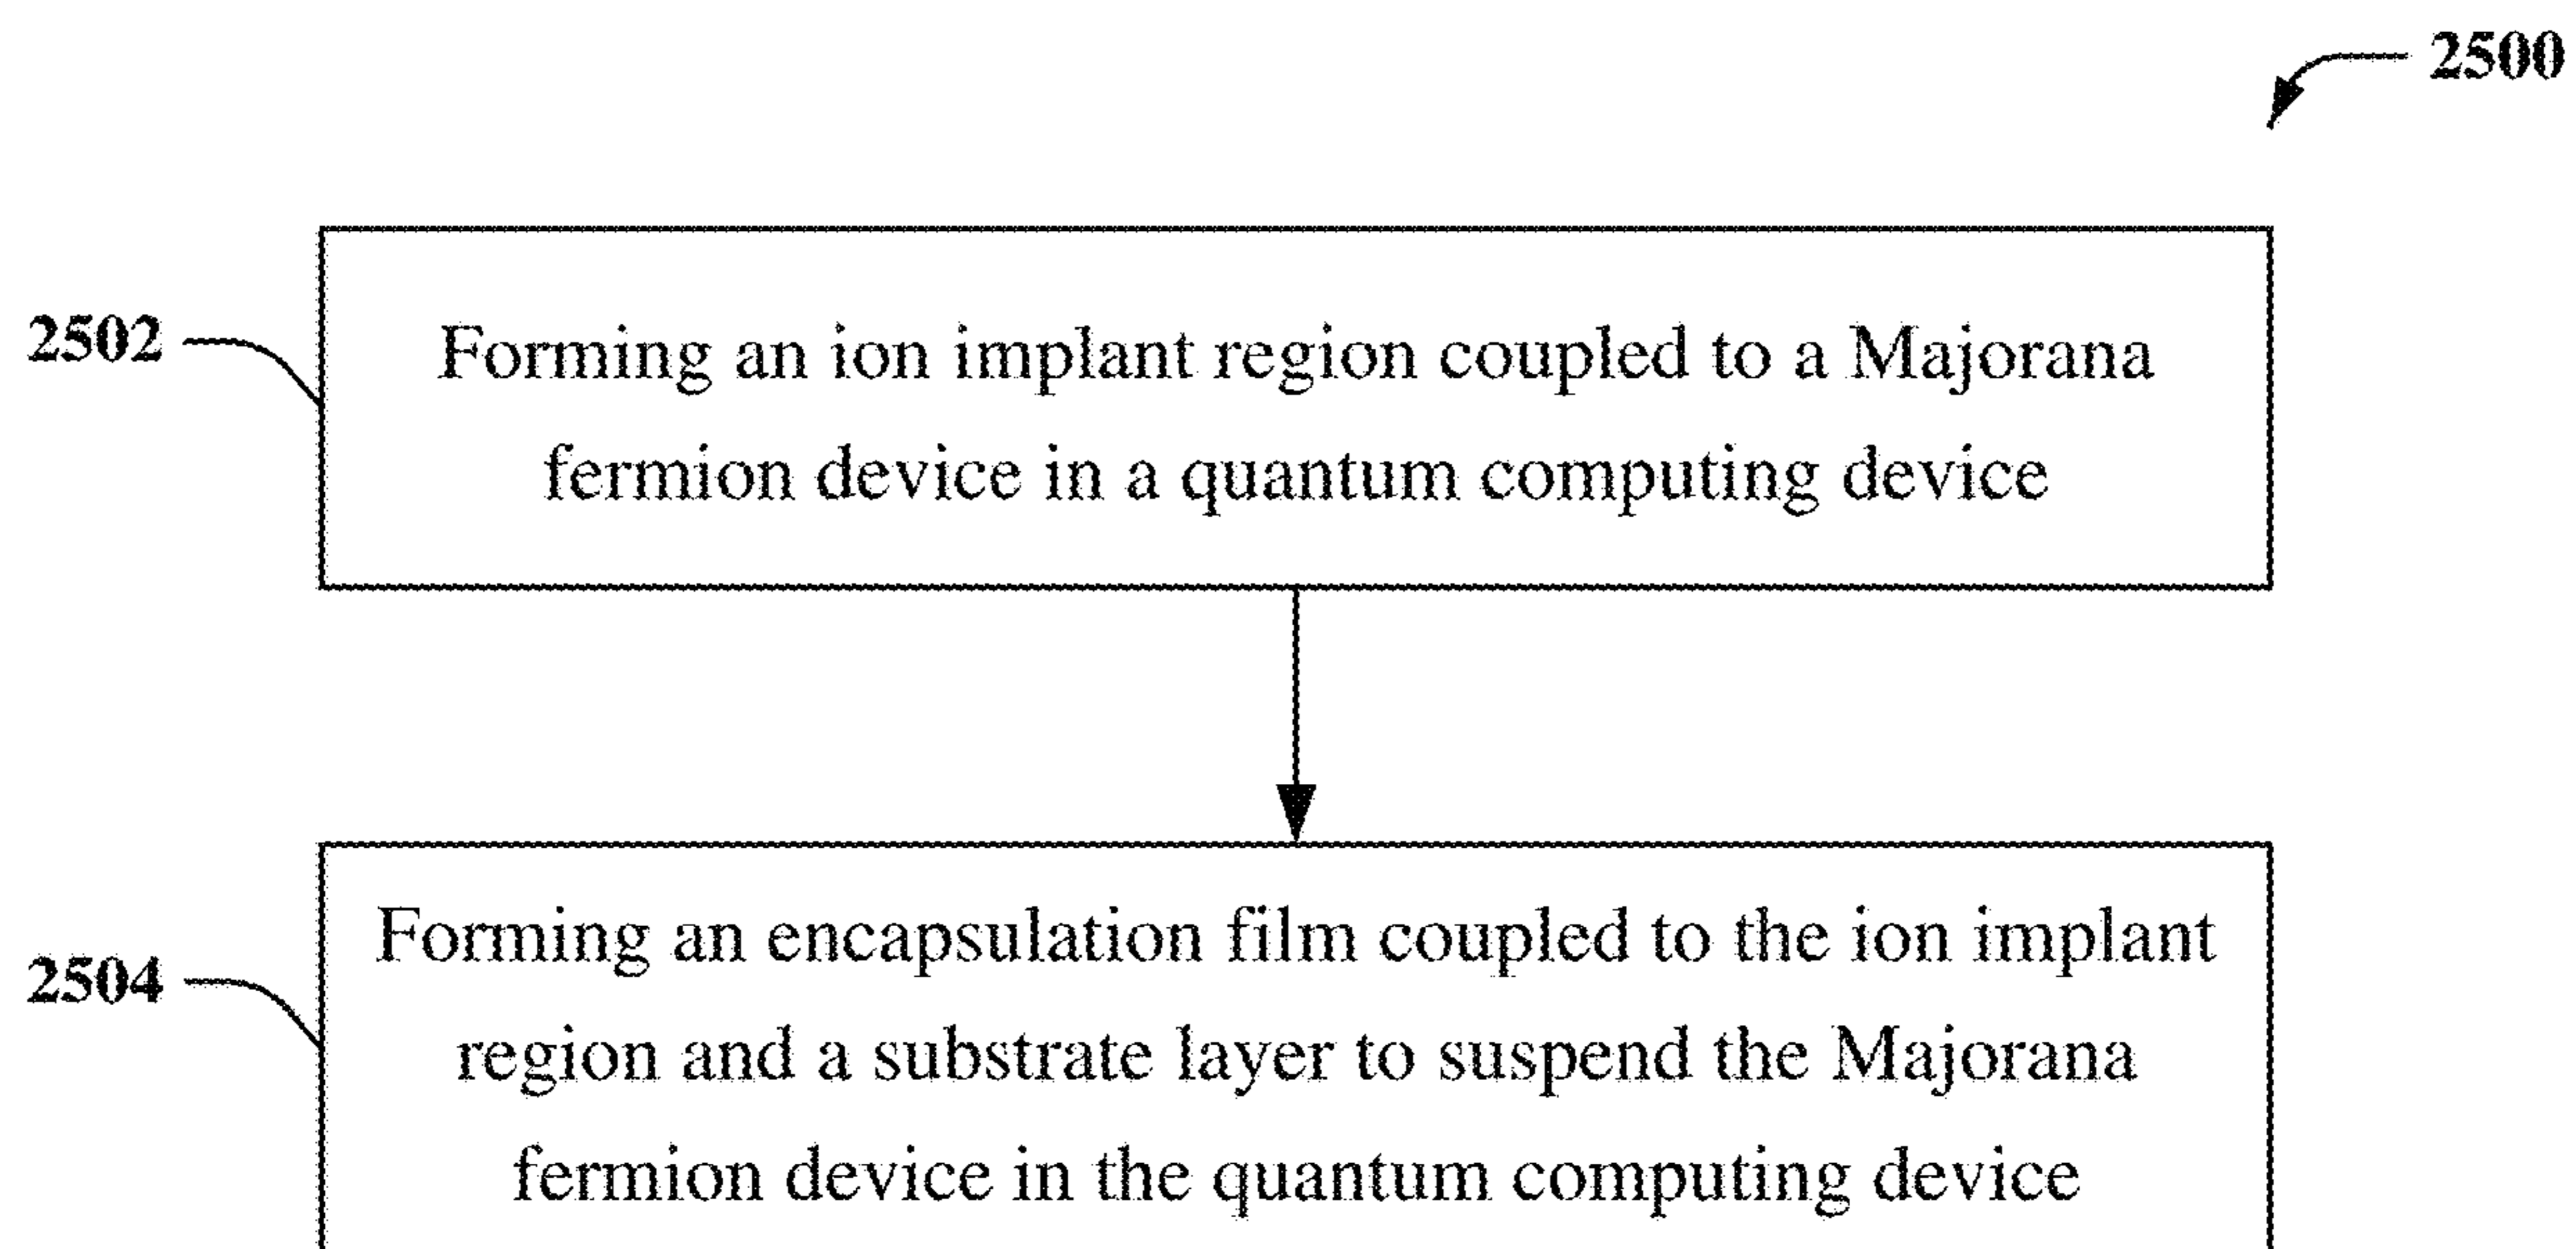 2500
2502
Forming an ion implant region coupled to a Majorana
fermion device in a quantum computing device
2504
Forming an encapsulation film coupled to the ion implant
region and a substrate layer to suspend the Majorana
fermion device in the quantum computing device